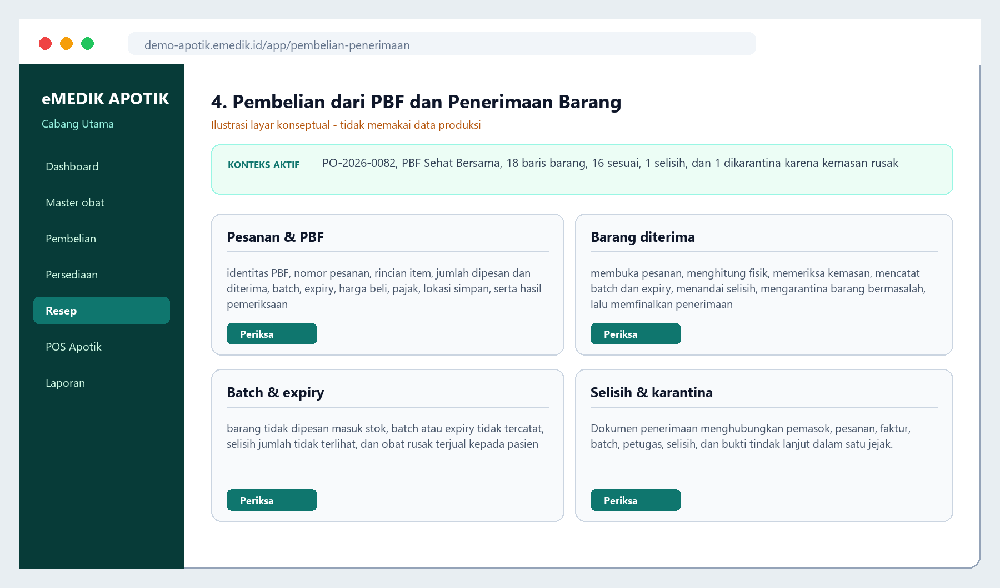 demo-apotik.emedik.id/app/pembelian-penerimaan
eMEDIK APOTIK
Cabang Utama
Dashboard
Master obat
Pembelian
Persediaan
Resep
POS Apotik
Laporan
4. Pembelian dari PBF dan Penerimaan Barang
Ilustrasi layar konseptual - tidak memakai data produksi
KONTEKS AKTIF
PO-2026-0082, PBF Sehat Bersama, 18 baris barang, 16 sesuai, 1 selisih, dan 1 dikarantina karena kemasan rusak
Pesanan & PBF
identitas PBF, nomor pesanan, rincian item, jumlah dipesan dan
diterima, batch, expiry, harga beli, pajak, lokasi simpan, serta hasil
pemeriksaan
Periksa
Barang diterima
membuka pesanan, menghitung fisik, memeriksa kemasan, mencatat
batch dan expiry, menandai selisih, mengarantina barang bermasalah,
lalu memfinalkan penerimaan
Periksa
Batch & expiry
barang tidak dipesan masuk stok, batch atau expiry tidak tercatat,
selisih jumlah tidak terlihat, dan obat rusak terjual kepada pasien
Periksa
Selisih & karantina
Dokumen penerimaan menghubungkan pemasok, pesanan, faktur,
batch, petugas, selisih, dan bukti tindak lanjut dalam satu jejak.
Periksa